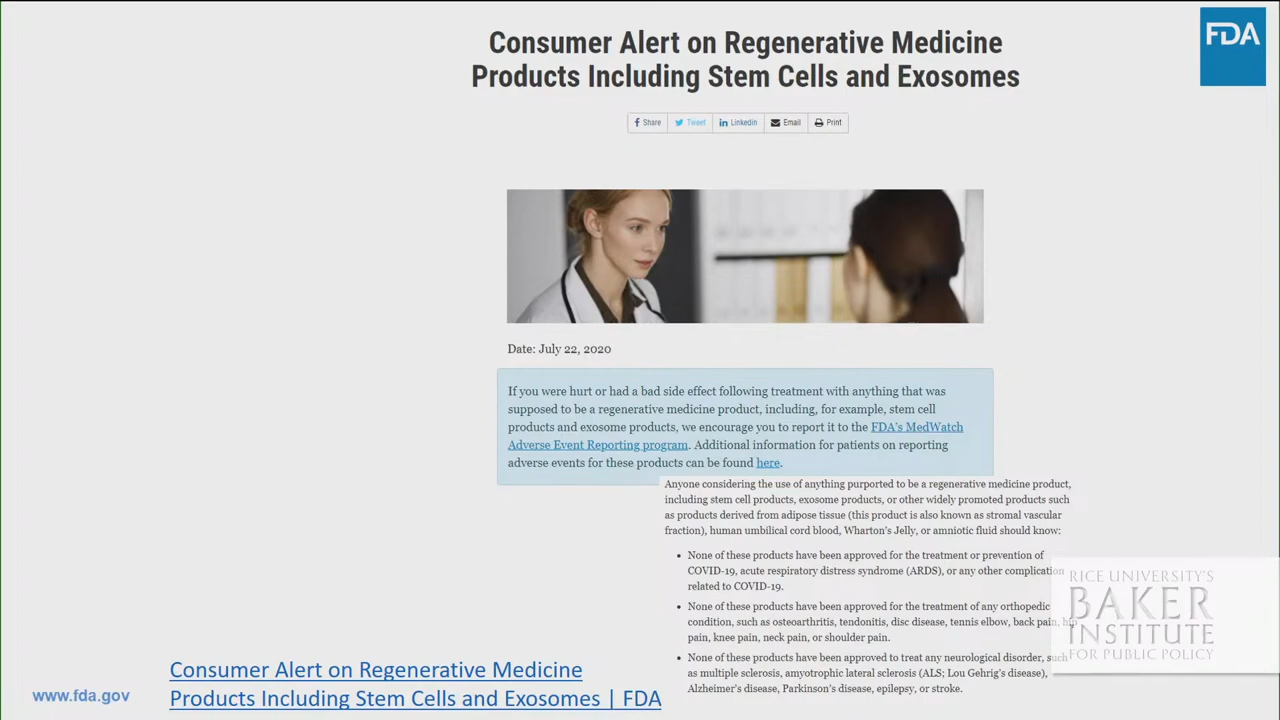 FDA
Consumer Alert on Regenerative Medicine
Products Including Stem Cells and Exosomes
Share Tweet Linkedin Email Print
Date: July 22, 2020
If you were hurt or had a bad side effect following treatment with anything that was
supposed to be a regenerative medicine product, including, for example, stem cell
products and exosome products, we encourage you to report it to the FDA's MedWatch
Adverse Event Reporting program. Additional information for patients on reporting
adverse events for these products can be found here.
Anyone considering the use of anything purported to be a regenerative medicine product,
including stem cell products, exosome products, or other widely promoted products such
as products derived from adipose tissue (this product is also known as stromal vascular
fraction), human umbilical cord blood, Wharton's Jelly, or amniotic fluid should know:
• None of these products have been approved for the treatment or prevention of
COVID-19, acute respiratory distress syndrome (ARDS), or any other complication
related to COVID-19.
• None of these products have been approved for the treatment of any orthopedic
condition, such as osteoarthritis, tendonitis, disc disease, tennis elbow, back pain, hip
pain, knee pain, neck pain, or shoulder pain.
• None of these products have been approved to treat any neurological disorder, such
as multiple sclerosis, amyotrophic lateral sclerosis (ALS; Lou Gehrig's disease),
Alzheimer's disease, Parkinson's disease, epilepsy, or stroke.
RICE UNIVERSITY'S
BAKER
INSTITUTE
FOR PUBLIC POLICY
Consumer Alert on Regenerative Medicine
Products Including Stem Cells and Exosomes | FDA
www.fda.gov